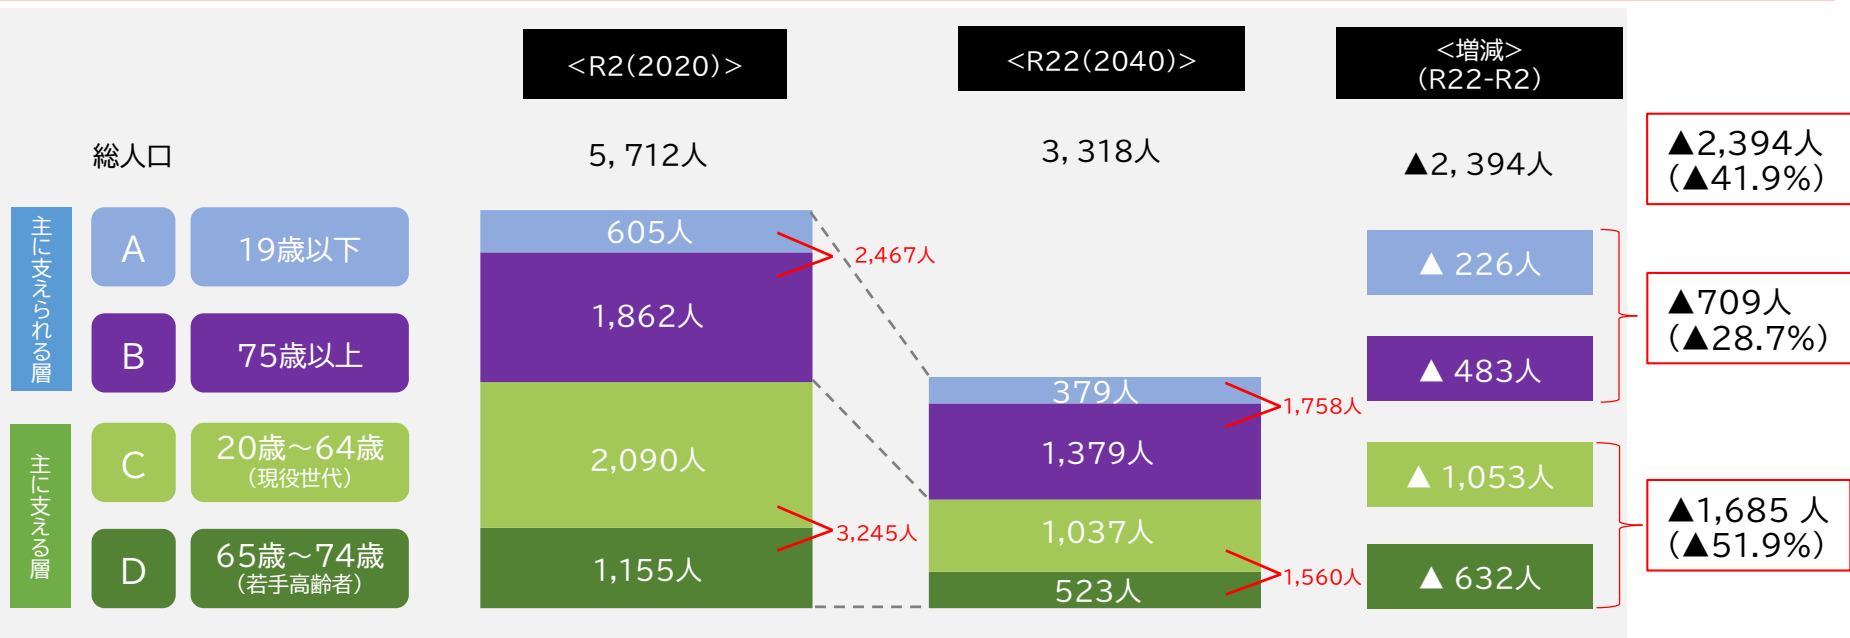 <R2(2020)>
<R22(2040)>
<増減>
(R22-R2)
総人口
5,712人
3,318人
▲2,394人
▲2,394人
(▲41.9%)
主に支えられる層
A
19歳以下
605人
2,467人
379人
▲ 226人
B
75歳以上
1,862人
1,758人
1,379人
▲ 483人
▲709人
(▲28.7%)
主に支える層
C
20歳～64歳
(現役世代)
2,090人
3,245人
1,037人
▲ 1,053人
D
65歳～74歳
(若手高齢者)
1,155人
1,560人
523人
▲ 632人
▲1,685 人
(▲51.9%)